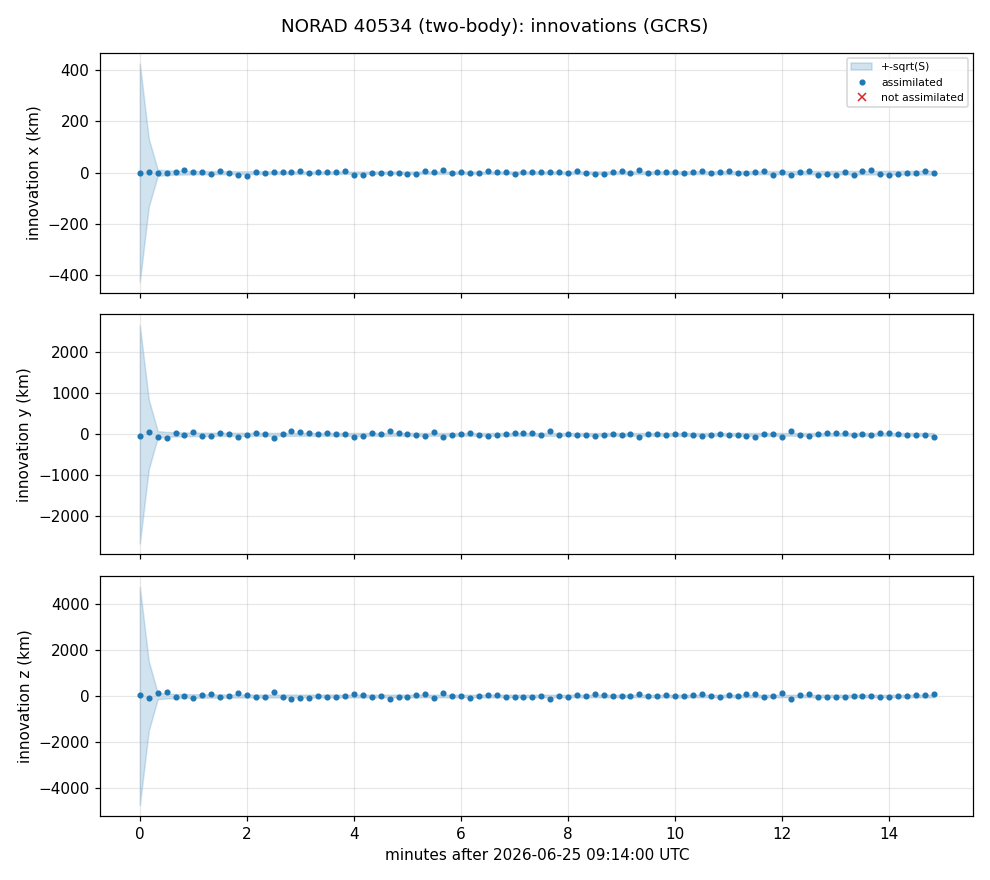 NORAD 40534 (two-body): innovations (GCRS)
400
200
0
−200
−400
innovation x (km)
+-sqrt(S)
assimilated
not assimilated
2000
1000
0
−1000
−2000
innovation y (km)
4000
2000
0
−2000
−4000
innovation z (km)
0 2 4 6 8 10 12 14
minutes after 2026-06-25 09:14:00 UTC